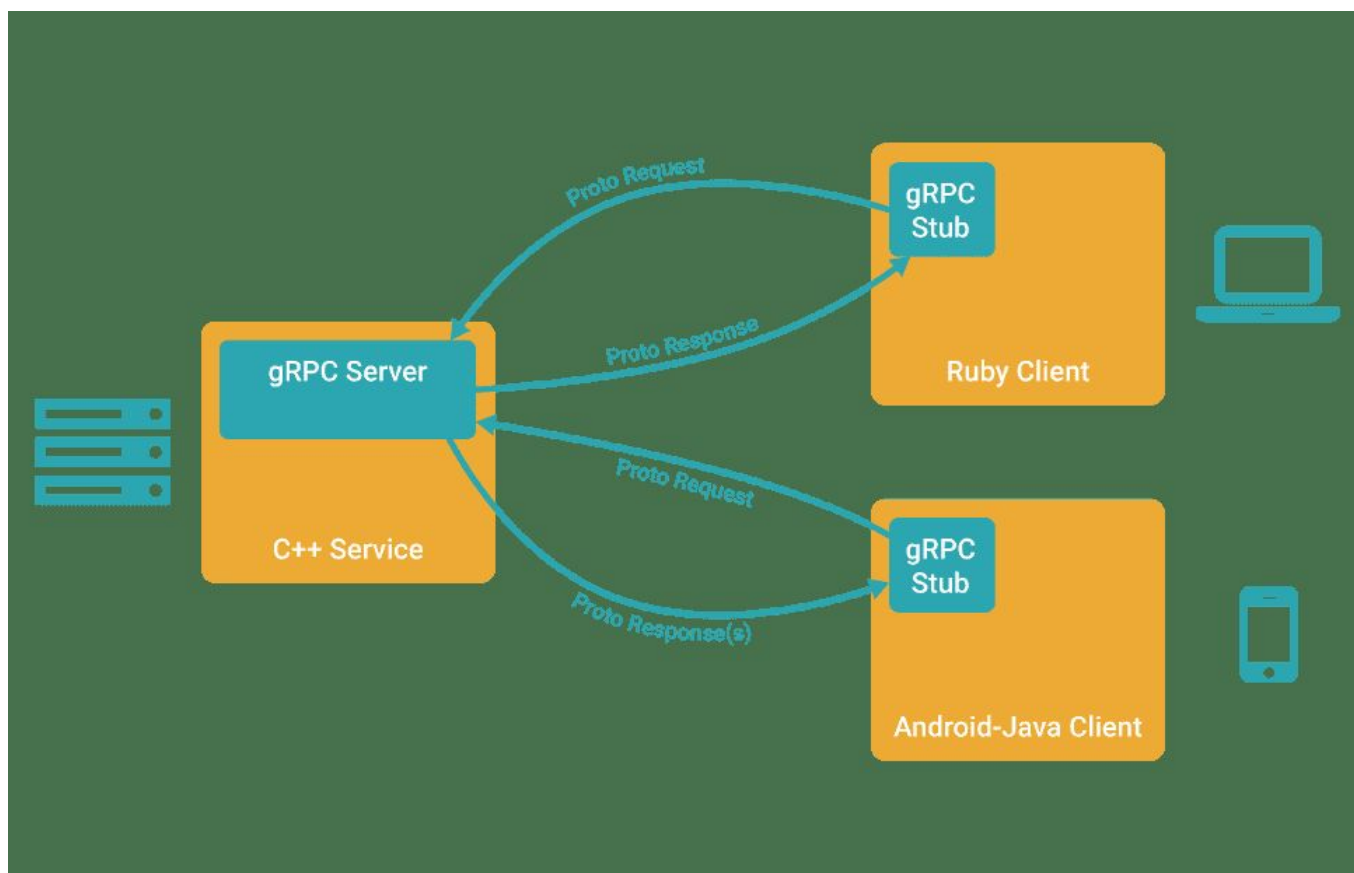 Proto Request
gRPC
Stub
Proto Response
Ruby Client
gRPC Server
C++ Service
Proto Request
gRPC
Stub
Proto Response(s)
Android-Java Client